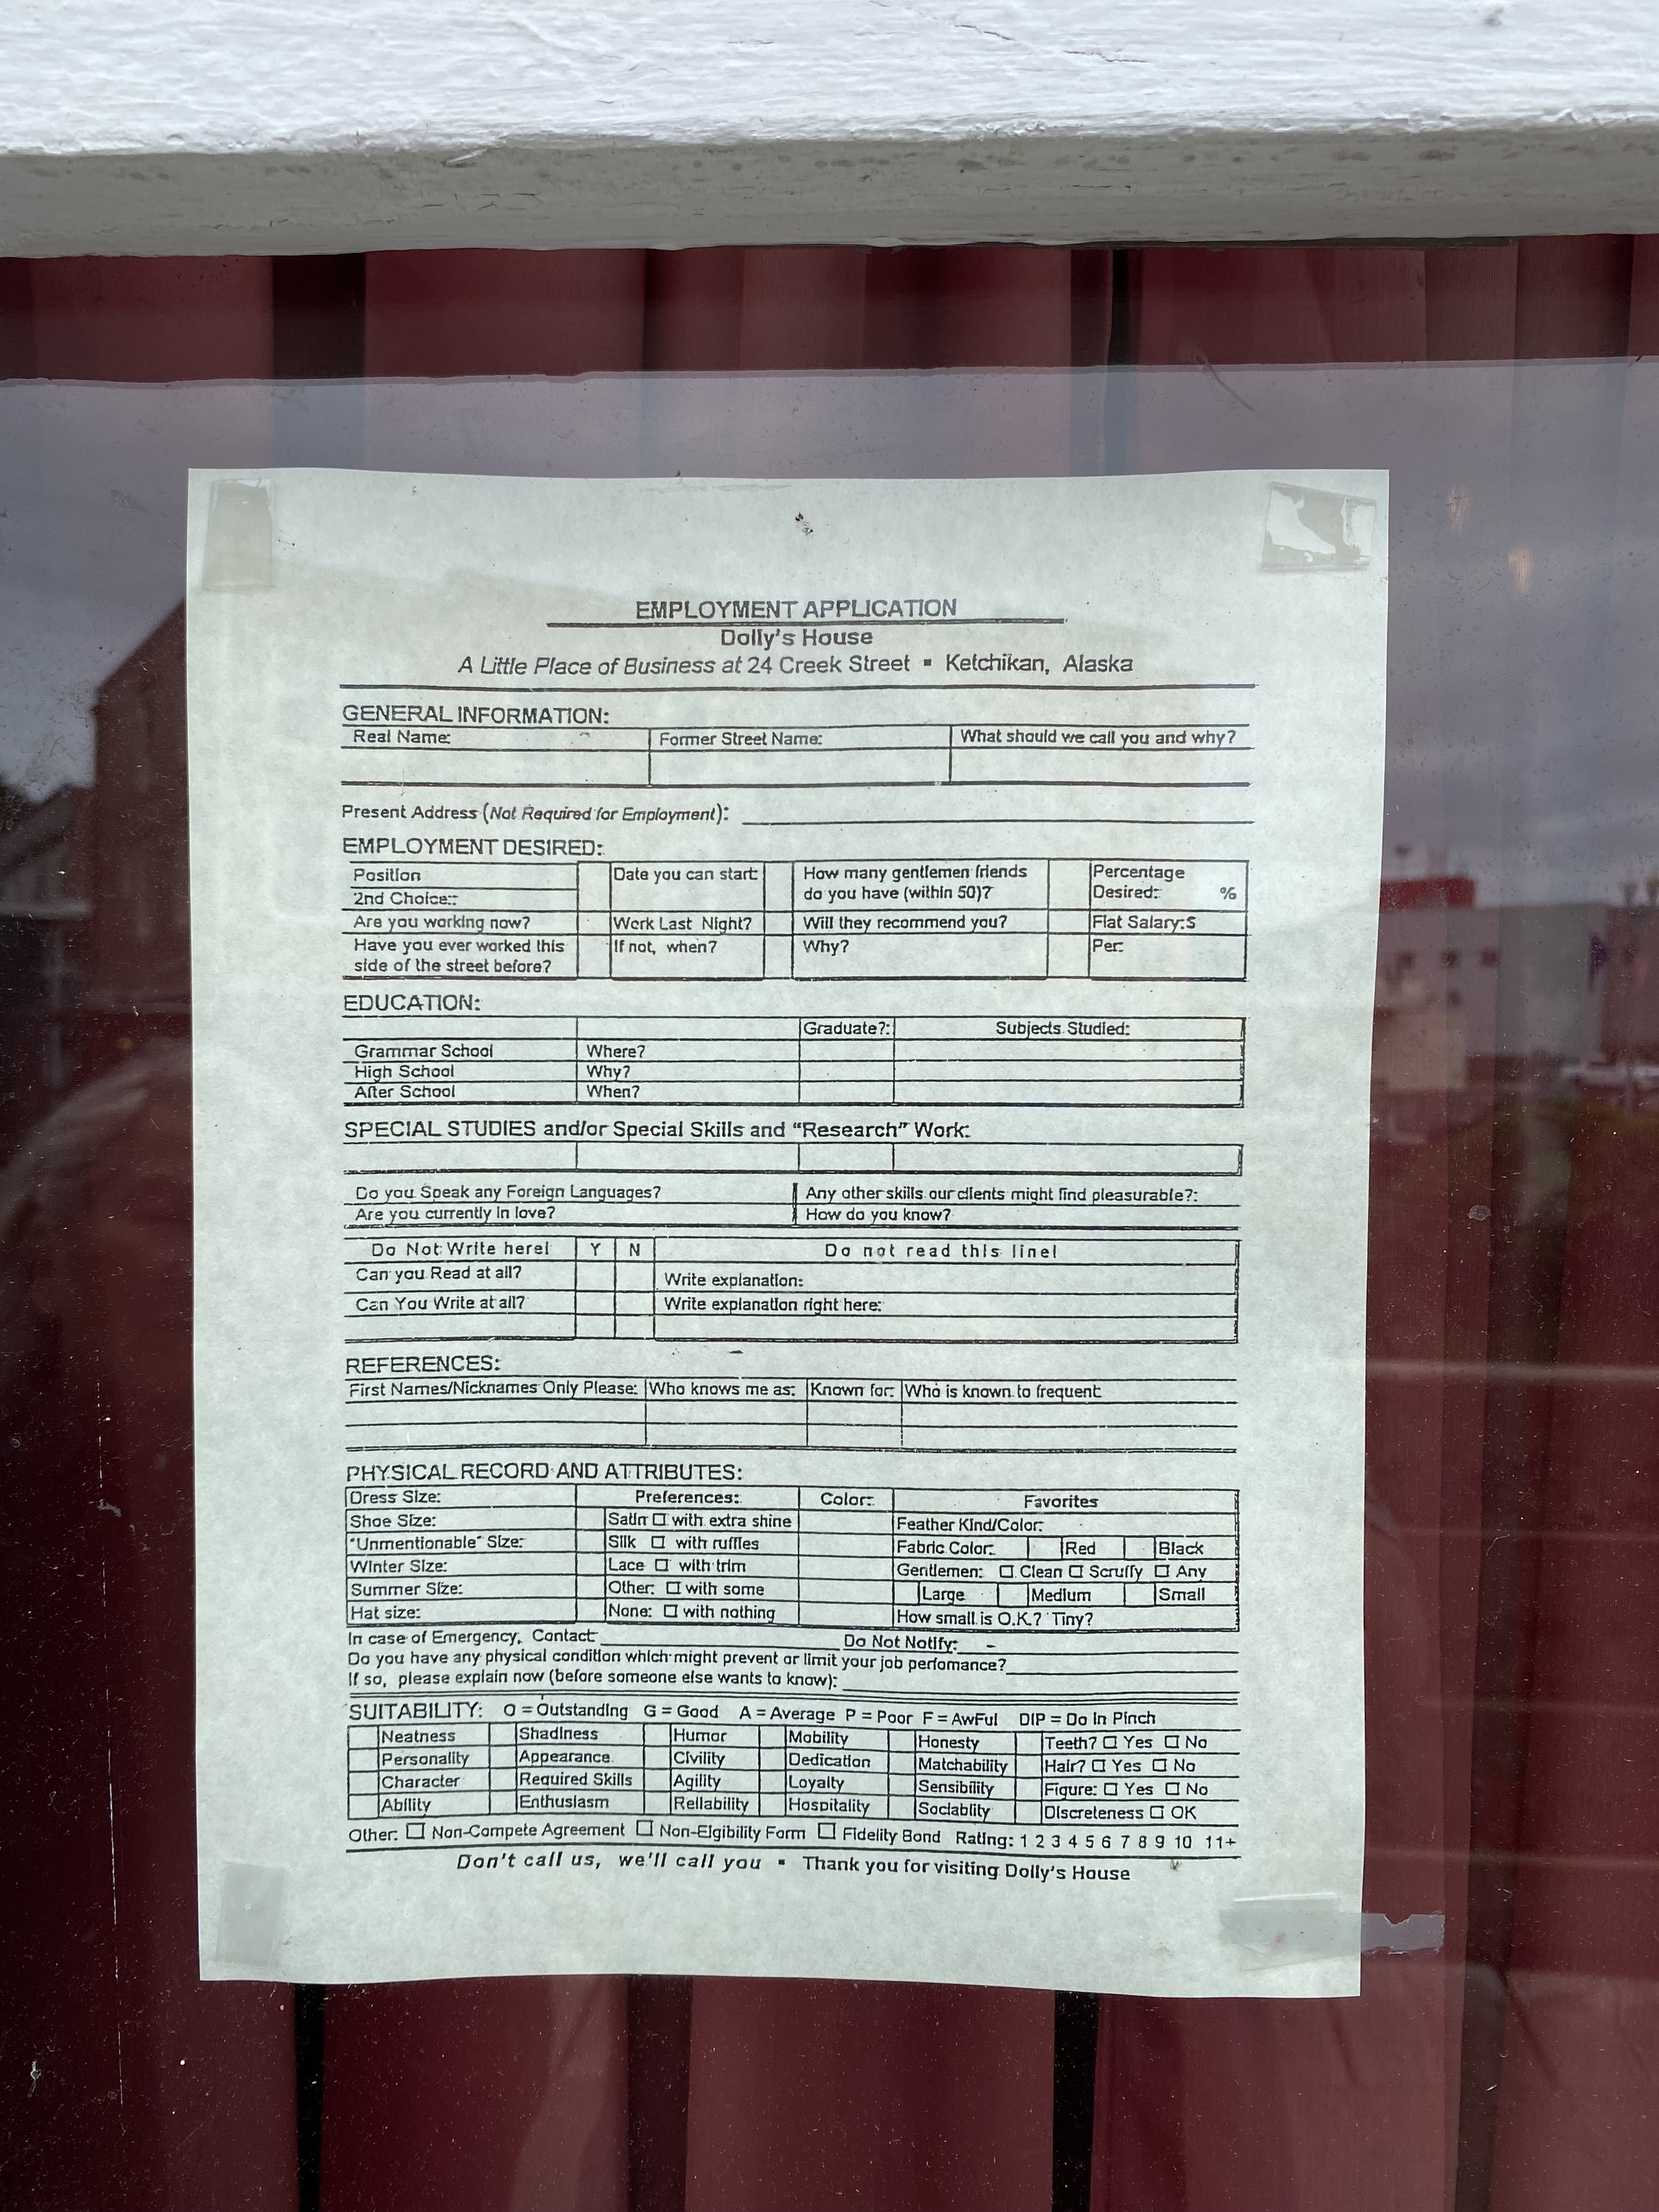 EMPLOYMENT APPLICATION
Dolly's House
A Little Place of Business at 24 Creek Street ▪ Ketchikan, Alaska
GENERAL INFORMATION:
Real Name: Former Street Name: What should we call you and why?
Present Address (Not Required for Employment):
EMPLOYMENT DESIRED:
Position Date you can start: How many gentlemen friends do you have (within 50)? Percentage Desired: %
2nd Choice::
Are you working now? Work Last Night? Will they recommend you? Flat Salary:$
Have you ever worked this side of the street before? If not, when? Why? Per:
EDUCATION:
Graduate?: Subjects Studied:
Grammar School Where?
High School Why?
After School When?
SPECIAL STUDIES and/or Special Skills and "Research" Work:
Do you Speak any Foreign Languages? Any other skills our clients might find pleasurable?:
Are you currently in love? How do you know?
Do Not Write here! Y N Do not read this line!
Can you Read at all? Write explanation:
Can You Write at all? Write explanation right here:
REFERENCES:
First Names/Nicknames Only Please: Who knows me as: Known for: Who is known to frequent:
PHYSICAL RECORD AND ATTRIBUTES:
Dress Size: Preferences: Color: Favorites
Shoe Size: Satin ☐ with extra shine Feather Kind/Color:
"Unmentionable" Size: Silk ☐ with ruffles Fabric Color: Red Black
Winter Size: Lace ☐ with trim Gentlemen: ☐ Clean ☐ Scruffy ☐ Any
Summer Size: Other: ☐ with some Large Medium Small
Hat size: None: ☐ with nothing How small is O.K.? Tiny?
In case of Emergency, Contact: Do Not Notify:
Do you have any physical condition which might prevent or limit your job perfomance?
If so, please explain now (before someone else wants to know):
SUITABILITY: O = Outstanding G = Good A = Average P = Poor F = AwFul DIP = Do In Pinch
Neatness Shadiness Humor Mobility Honesty Teeth? ☐ Yes ☐ No
Personality Appearance Civility Dedication Matchability Hair? ☐ Yes ☐ No
Character Required Skills Agility Loyalty Sensibility Figure: ☐ Yes ☐ No
Ability Enthusiasm Reliability Hospitality Sociablity Discreteness ☐ OK
Other: ☐ Non-Compete Agreement ☐ Non-Elgibility Form ☐ Fidelity Bond Rating: 1 2 3 4 5 6 7 8 9 10 11+
Don't call us, we'll call you ▪ Thank you for visiting Dolly's House